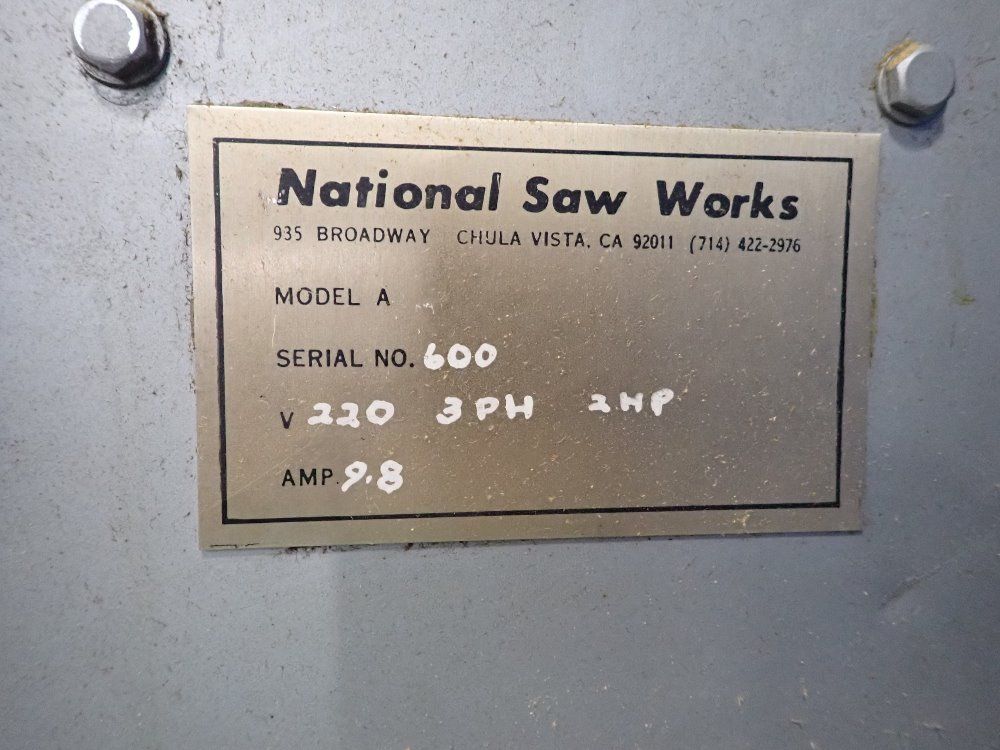 National Saw Works
935 BROADWAY CHULA VISTA, CA 92011 (714) 422-2976
MODEL A
SERIAL NO. 600
V 220 3PH 2HP
AMP. 9.8